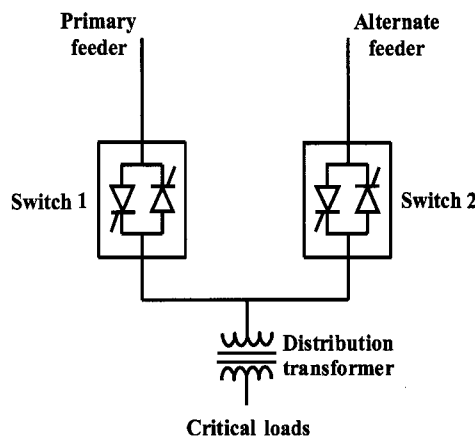 Primary
feeder
Alternate
feeder
Switch 1
Switch 2
Distribution
transformer
Critical loads